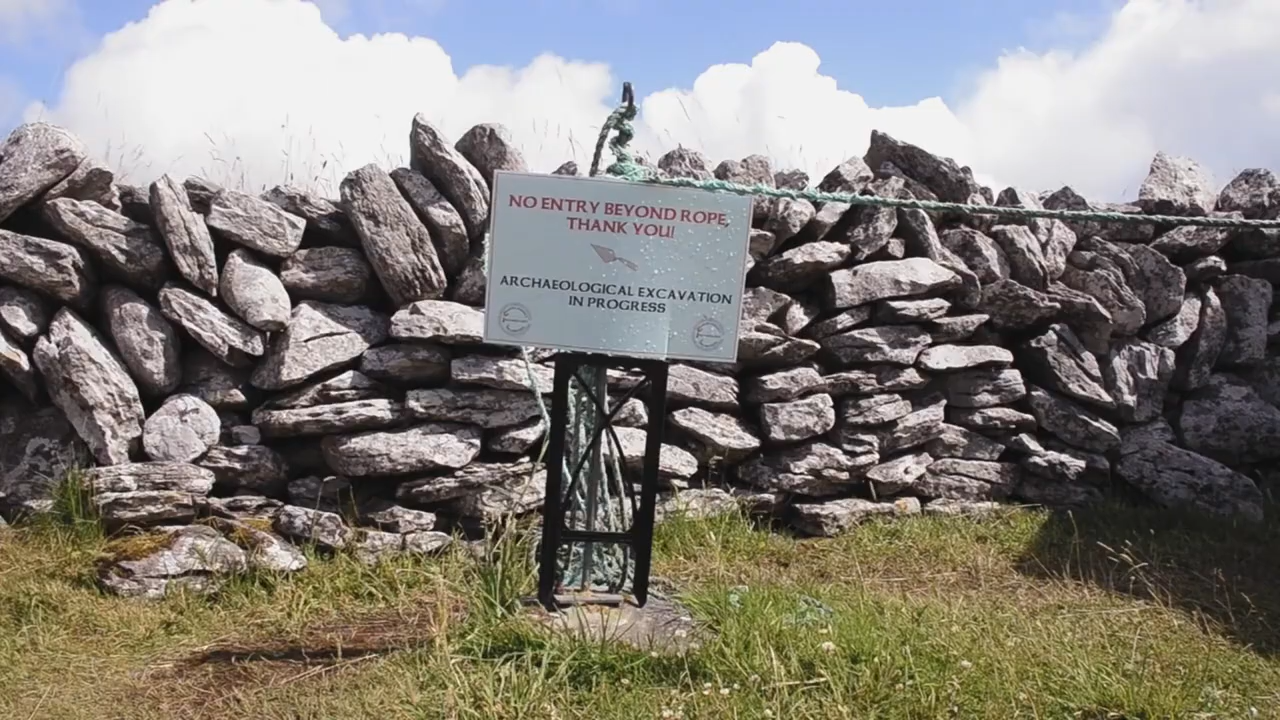 NO ENTRY BEYOND ROPE,
THANK YOU!
ARCHAEOLOGICAL EXCAVATION
IN PROGRESS